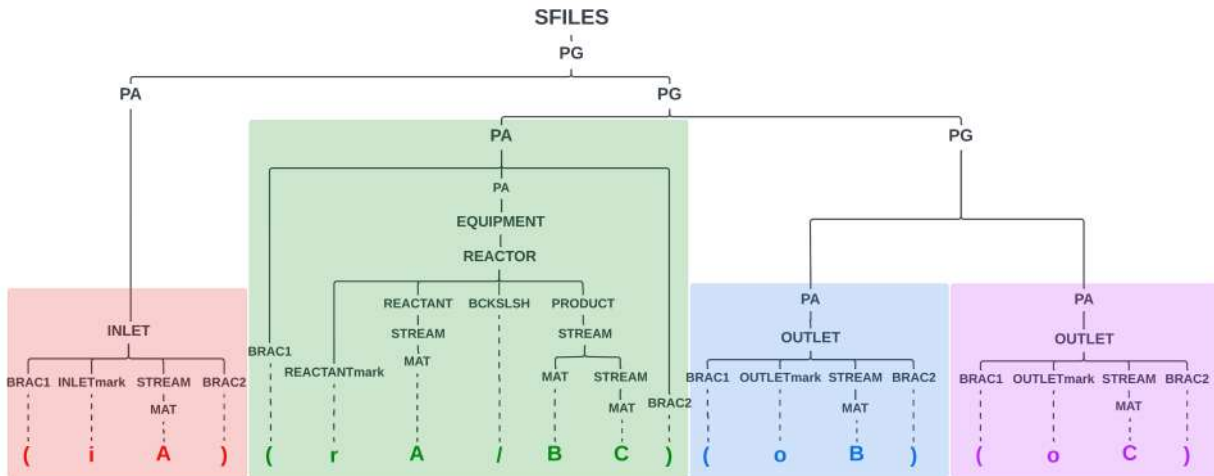 SFILES
PG
PA PG
PA PG
PA
EQUIPMENT
REACTOR
REACTANT BCKSLSH PRODUCT PA PA
INLET STREAM STREAM OUTLET OUTLET
BRAC1 MAT
REACTANTmark MAT STREAM
BRAC1 INLETmark STREAM BRAC2 BRAC1 OUTLETmark STREAM BRAC2 BRAC1 OUTLETmark STREAM BRAC2
MAT MAT BRAC2 MAT MAT
( i A ) ( r A / B C ) ( o B ) ( o C )